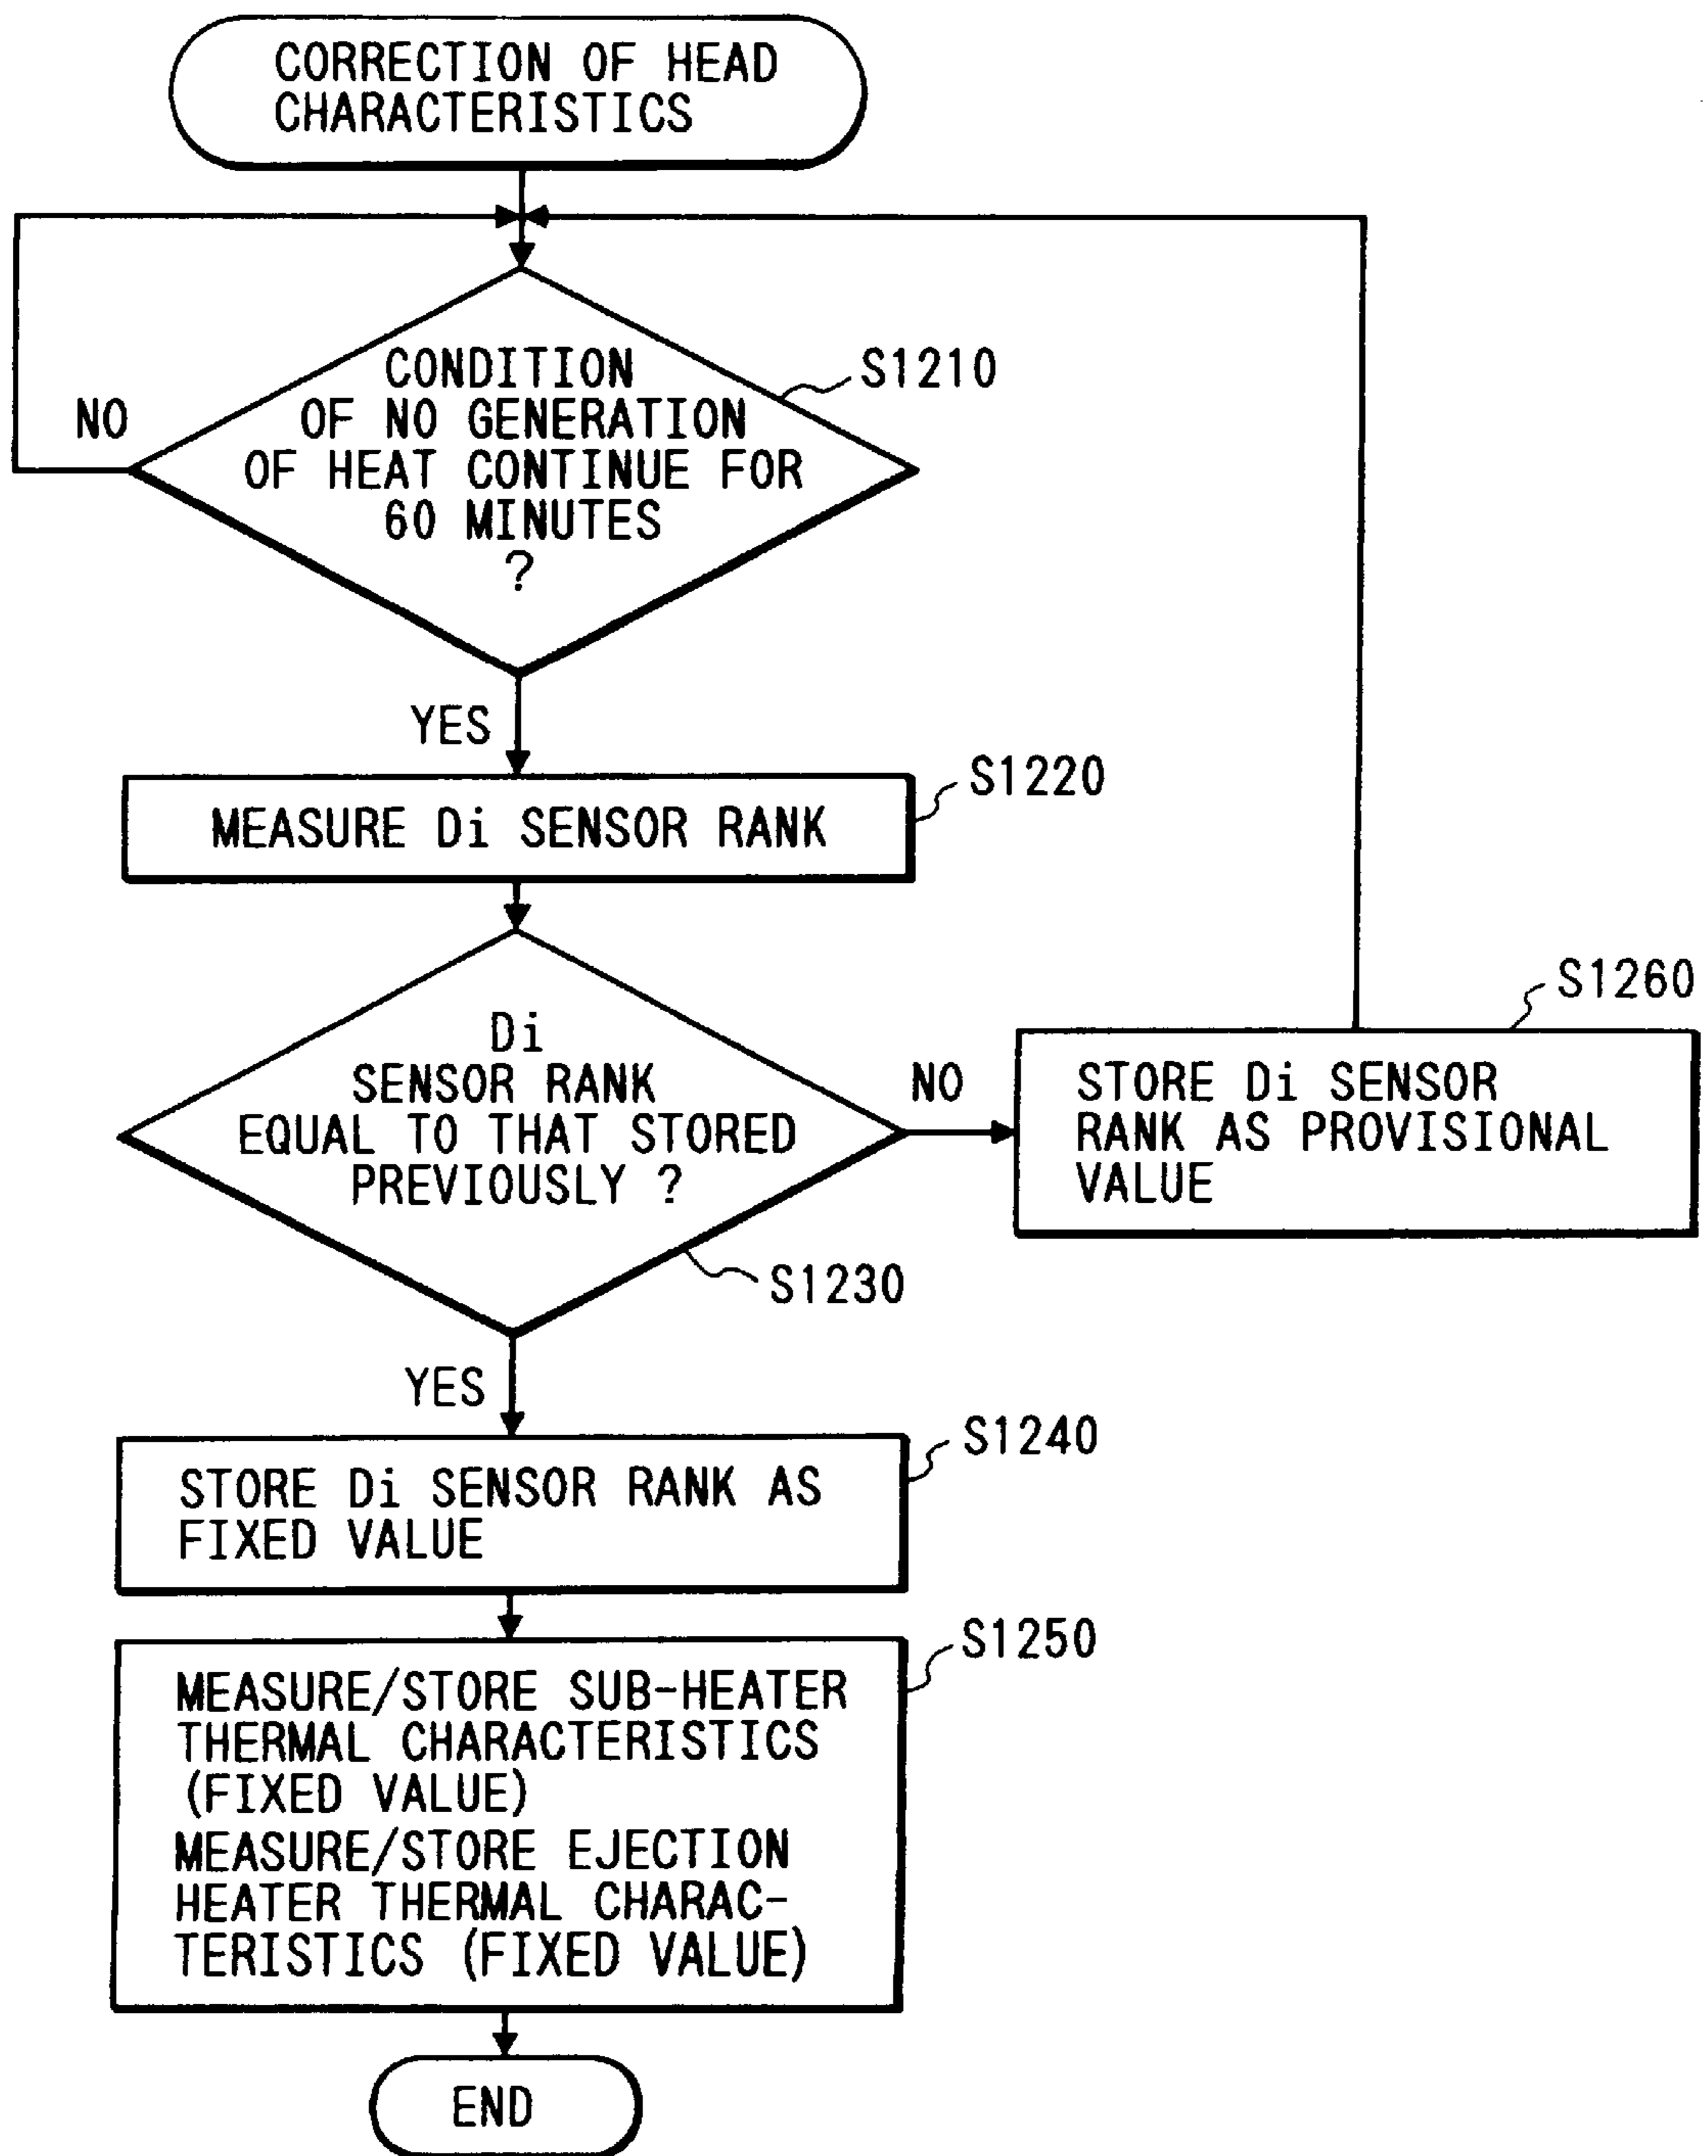 CORRECTION OF HEAD
CHARACTERISTICS
CONDITION
OF NO GENERATION
OF HEAT CONTINUE FOR
60 MINUTES
?
S1210
NO
YES
MEASURE Di SENSOR RANK
S1220
Di
SENSOR RANK
EQUAL TO THAT STORED
PREVIOUSLY ?
S1230
NO
STORE Di SENSOR
RANK AS PROVISIONAL
VALUE
S1260
YES
STORE Di SENSOR RANK AS
FIXED VALUE
S1240
MEASURE/STORE SUB-HEATER
THERMAL CHARACTERISTICS
(FIXED VALUE)
MEASURE/STORE EJECTION
HEATER THERMAL CHARAC-
TERISTICS (FIXED VALUE)
S1250
END